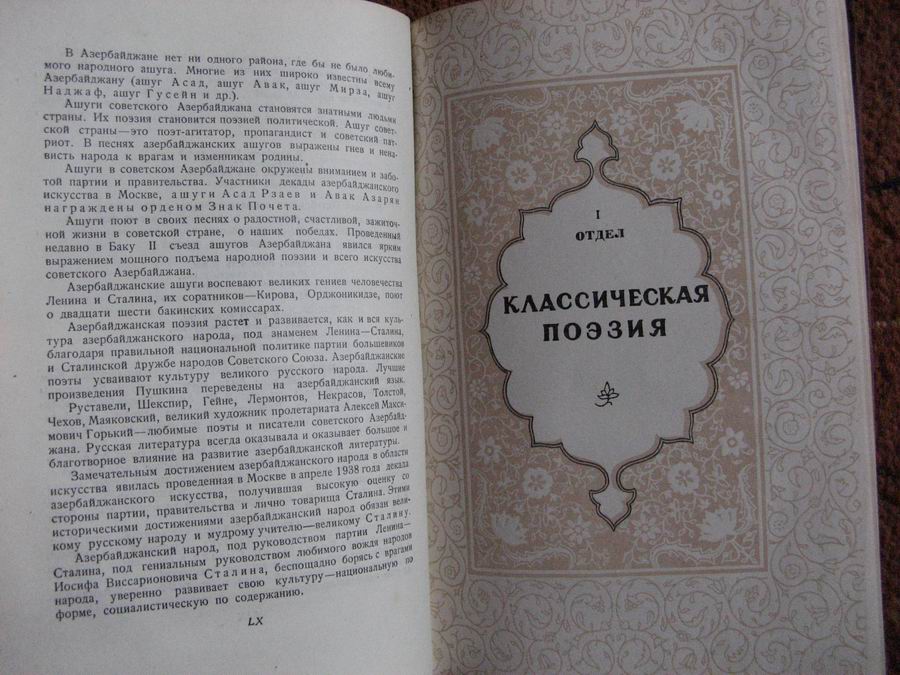 В Азербайджане нет ни одного района, где бы не было люби-
мого народного ашуга. Многие из них широко известны всему
Азербайджану (ашуг Асад, ашуг Авак, ашуг Мирза, ашуг
Наджаф, ашуг Гусейн и др.).
Ашуги советского Азербайджана становятся знатными людьми
страны. Их поэзия становится поэзией политической. Ашуг совет-
ской страны—это поэт-агитатор, пропагандист и советский пат-
риот. В песнях азербайджанских ашугов выражены гнев и нена-
висть народа к врагам и изменникам родины.
Ашуги в советском Азербайджане окружены вниманием и забо-
той партии и правительства. Участники декады азербайджанского
искусства в Москве, ашуги Асад Рзаев и Авак Азарян
награждены орденом Знак Почета.
Ашуги поют в своих песнях о радостной, счастливой, зажиточ-
ной жизни в советской стране, о наших победах. Проведенный
недавно в Баку II съезд ашугов Азербайджана явился ярким
выражением мощного подъема народной поэзии и всего искусства
советского Азербайджана.
Азербайджанские ашуги воспевают великих гениев человечества
Ленина и Сталина, их соратников—Кирова, Орджоникидзе, поют
о двадцати шести бакинских комиссарах.
Азербайджанская поэзия растет и развивается, как и вся куль-
тура азербайджанского народа, под знаменем Ленина—Сталина,
благодаря правильной национальной политике партии большевиков
и Сталинской дружбе народов Советского Союза. Азербайджанские
поэты усваивают культуру великого русского народа. Лучшие
произведения Пушкина переведены на азербайджанский язык.
Руставели, Шекспир, Гейне, Лермонтов, Некрасов, Толстой,
Чехов, Маяковский, великий художник пролетариата Алексей Макси-
мович Горький—любимые поэты и писатели советского Азербайд-
жана. Русская литература всегда оказывала и оказывает большое и
благотворное влияние на развитие азербайджанской литературы.
Замечательным достижением азербайджанского народа в области
искусства явилась проведенная в Москве в апреле 1938 года декада
азербайджанского искусства, получившая высокую оценку со
стороны партии, правительства и лично товарища Сталина. Этими
историческими достижениями азербайджанский народ обязан вели-
кому русскому народу и мудрому учителю—великому Сталину.
Азербайджанский народ, под руководством партии Ленина—
Сталина, под гениальным руководством любимого вождя народов
Иосифа Виссарионовича Сталина, беспощадно борясь с врагами
народа, уверенно развивает свою культуру—национальную по
форме, социалистическую по содержанию.
LX
I
ОТДЕЛ
КЛАССИЧЕСКАЯ
ПОЭЗИЯ